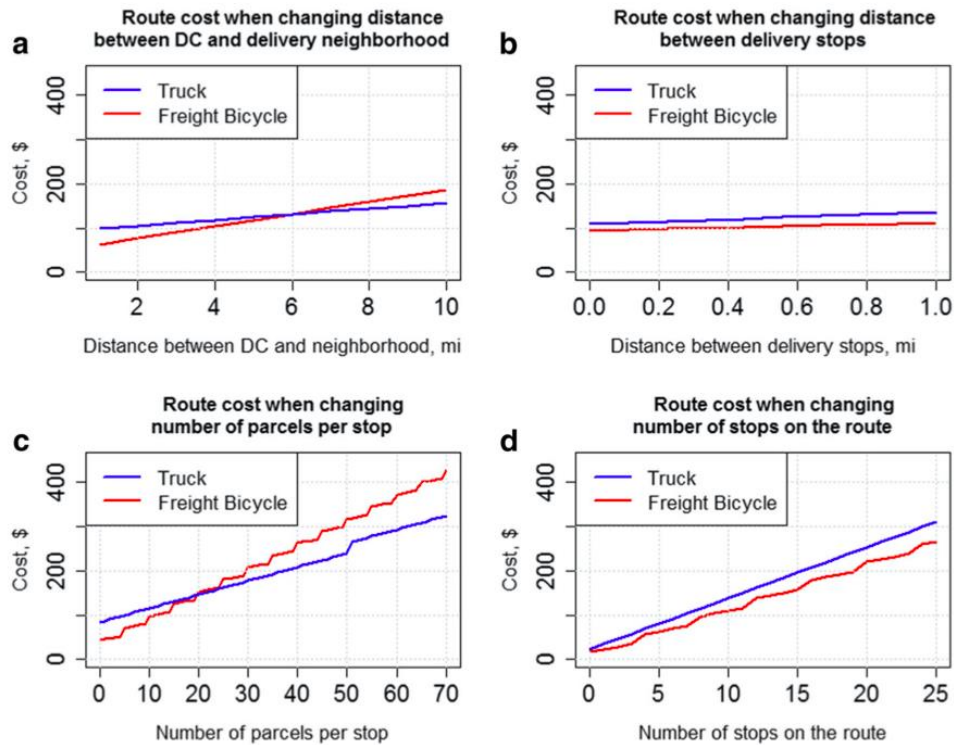 a
Route cost when changing distance
between DC and delivery neighborhood
Truck
Freight Bicycle
Cost, $
400
200
0
2 4 6 8 10
Distance between DC and neighborhood, mi
b
Route cost when changing distance
between delivery stops
Truck
Freight Bicycle
Cost, $
400
200
0
0.0 0.2 0.4 0.6 0.8 1.0
Distance between delivery stops, mi
c
Route cost when changing
number of parcels per stop
Truck
Freight Bicycle
Cost, $
400
200
0
0 10 20 30 40 50 60 70
Number of parcels per stop
d
Route cost when changing
number of stops on the route
Truck
Freight Bicycle
Cost, $
400
200
0
0 5 10 15 20 25
Number of stops on the route